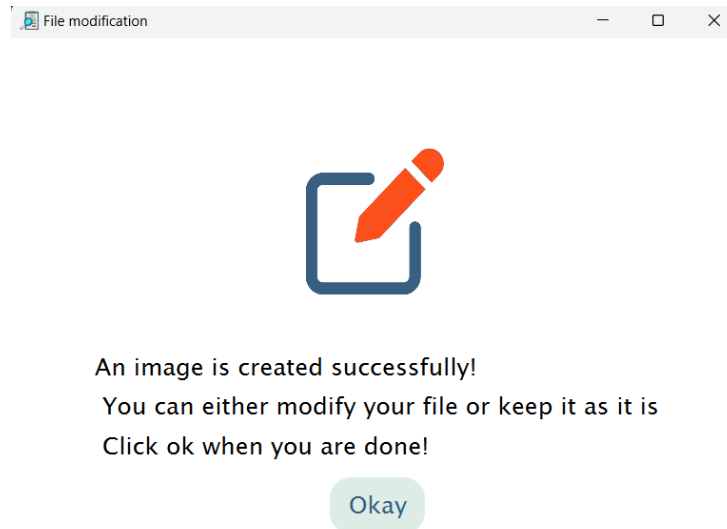 File modification
An image is created successfully!
You can either modify your file or keep it as it is
Click ok when you are done!
Okay